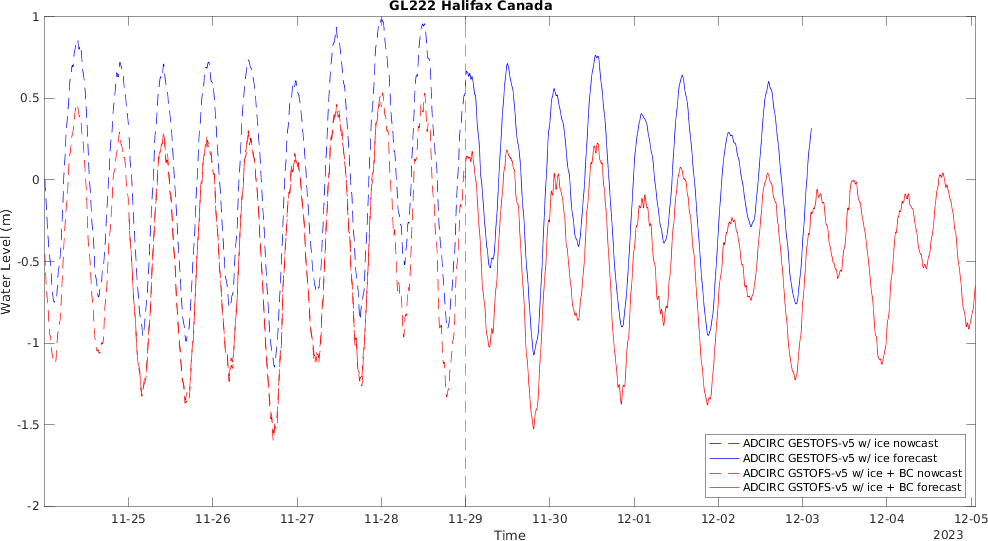 GL222 Halifax Canada
Water Level (m)
1
0.5
0
-0.5
-1
-1.5
-2
11-25 11-26 11-27 11-28 11-29 11-30 12-01 12-02 12-03 12-04 12-05
Time
2023
ADCIRC GESTOFS-v5 w/ ice nowcast
ADCIRC GESTOFS-v5 w/ ice forecast
ADCIRC GSTOFS-v5 w/ ice + BC nowcast
ADCIRC GSTOFS-v5 w/ ice + BC forecast